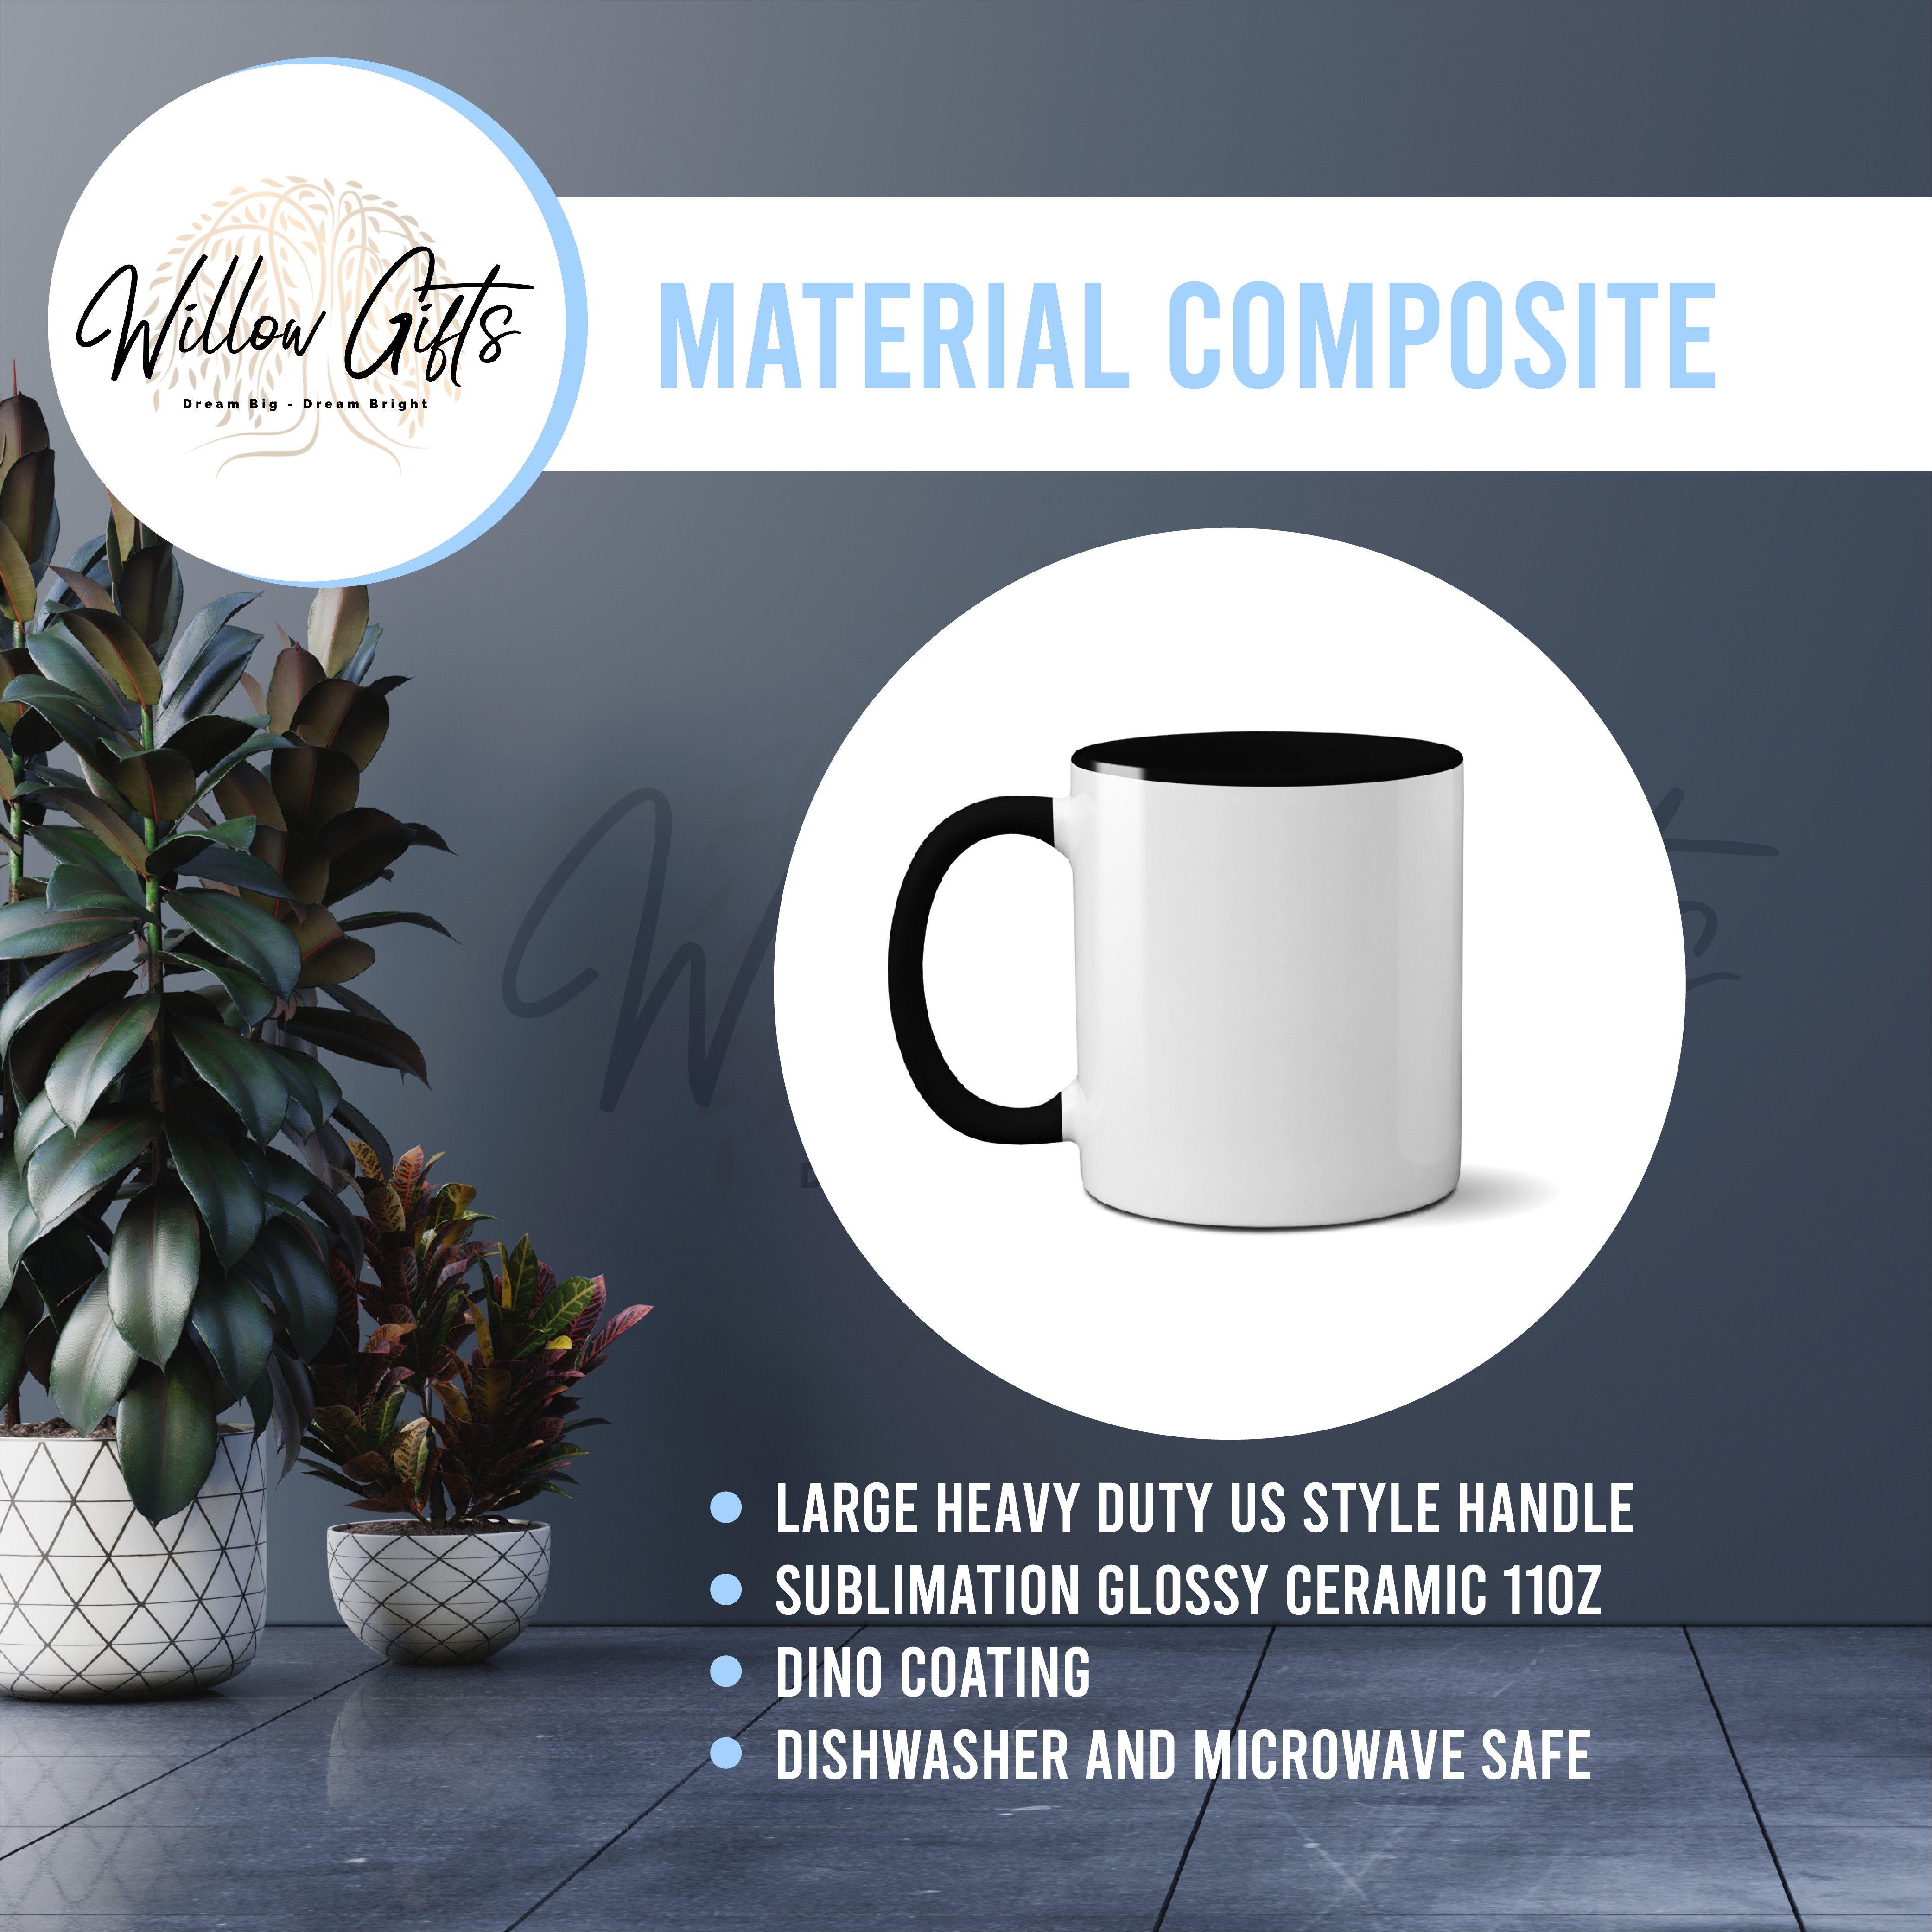 Willow Gifts
Dream Big - Dream Bright
MATERIAL COMPOSITE
LARGE HEAVY DUTY US STYLE HANDLE
SUBLIMATION GLOSSY CERAMIC 11OZ
DINO COATING
DISHWASHER AND MICROWAVE SAFE